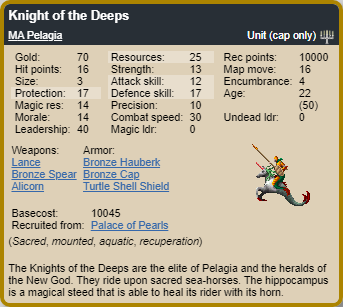 Knight of the Deeps
MA Pelagia Unit (cap only)
Gold: 70 Resources: 25 Rec points: 10000
Hit points: 16 Strength: 13 Map move: 16
Size: 3 Attack skill: 12 Encumbrance: 4
Protection: 17 Defence skill: 17 Age: 22
Magic res: 14 Precision: 10 (50)
Morale: 14 Combat speed: 30 Undead ldr: 0
Leadership: 40 Magic ldr: 0
Weapons: Armor:
Lance Bronze Hauberk
Bronze Spear Bronze Cap
Alicorn Turtle Shell Shield
Basecost: 10045
Recruited from: Palace of Pearls
(Sacred, mounted, aquatic, recuperation)
The Knights of the Deeps are the elite of Pelagia and the heralds
of the New God. They ride upon sacred sea-horses. The hippocampus
is a magical steed that is able to heal its rider with its horn.